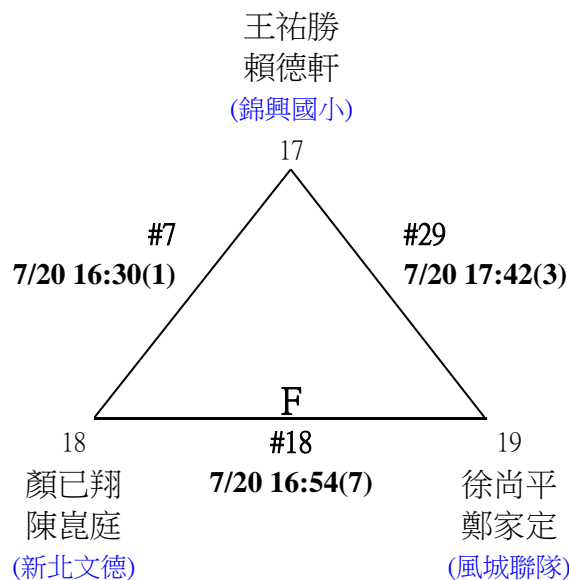 王祐勝
賴德軒
(錦興國小)
17
#7
7/20 16:30(1)
#29
7/20 17:42(3)
F
18
#18
19
顏已翔
陳崑庭
(新北文德)
7/20 16:54(7)
徐尚平
鄭家定
(風城聯隊)